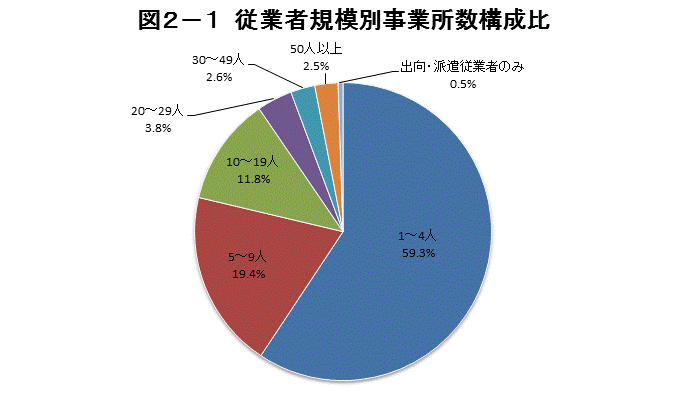 図2－1 従業者規模別事業所数構成比
50人以上
2.5%
30～49人
2.6%
出向・派遣従業者のみ
0.5%
20～29人
3.8%
10～19人
11.8%
1～4人
59.3%
5～9人
19.4%